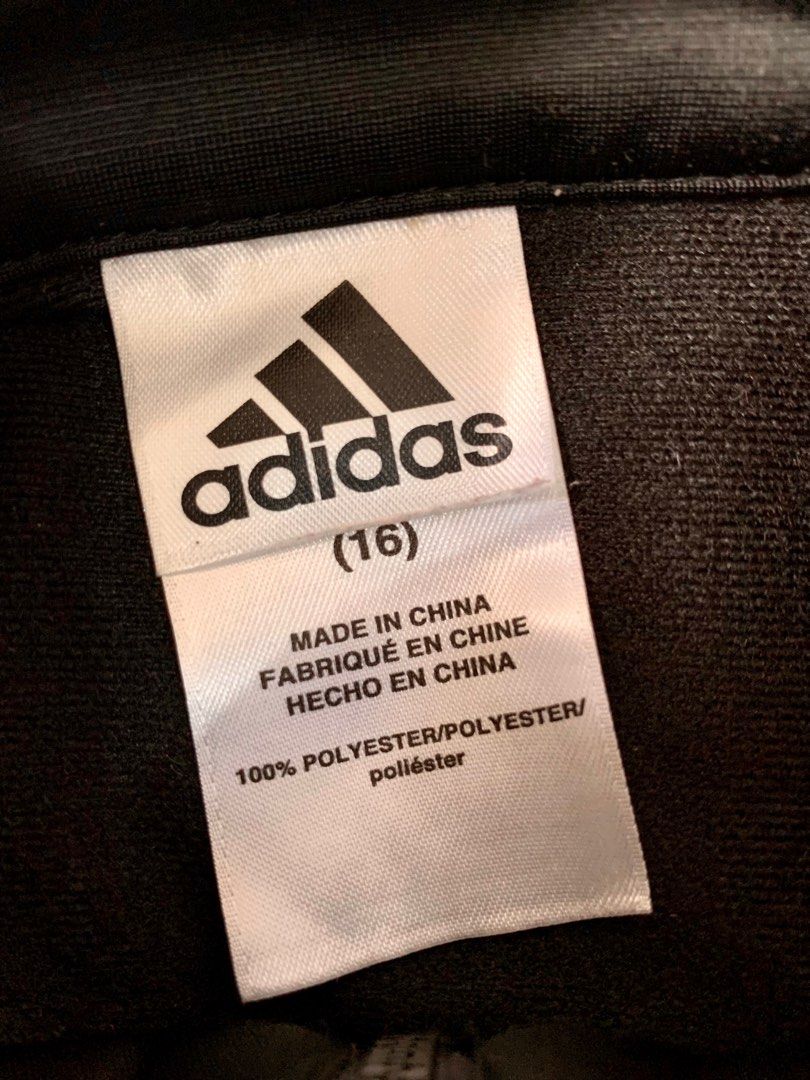 adidas
(16)
MADE IN CHINA
FABRIQUÉ EN CHINE
HECHO EN CHINA
100% POLYESTER/POLYESTER/
poliéster